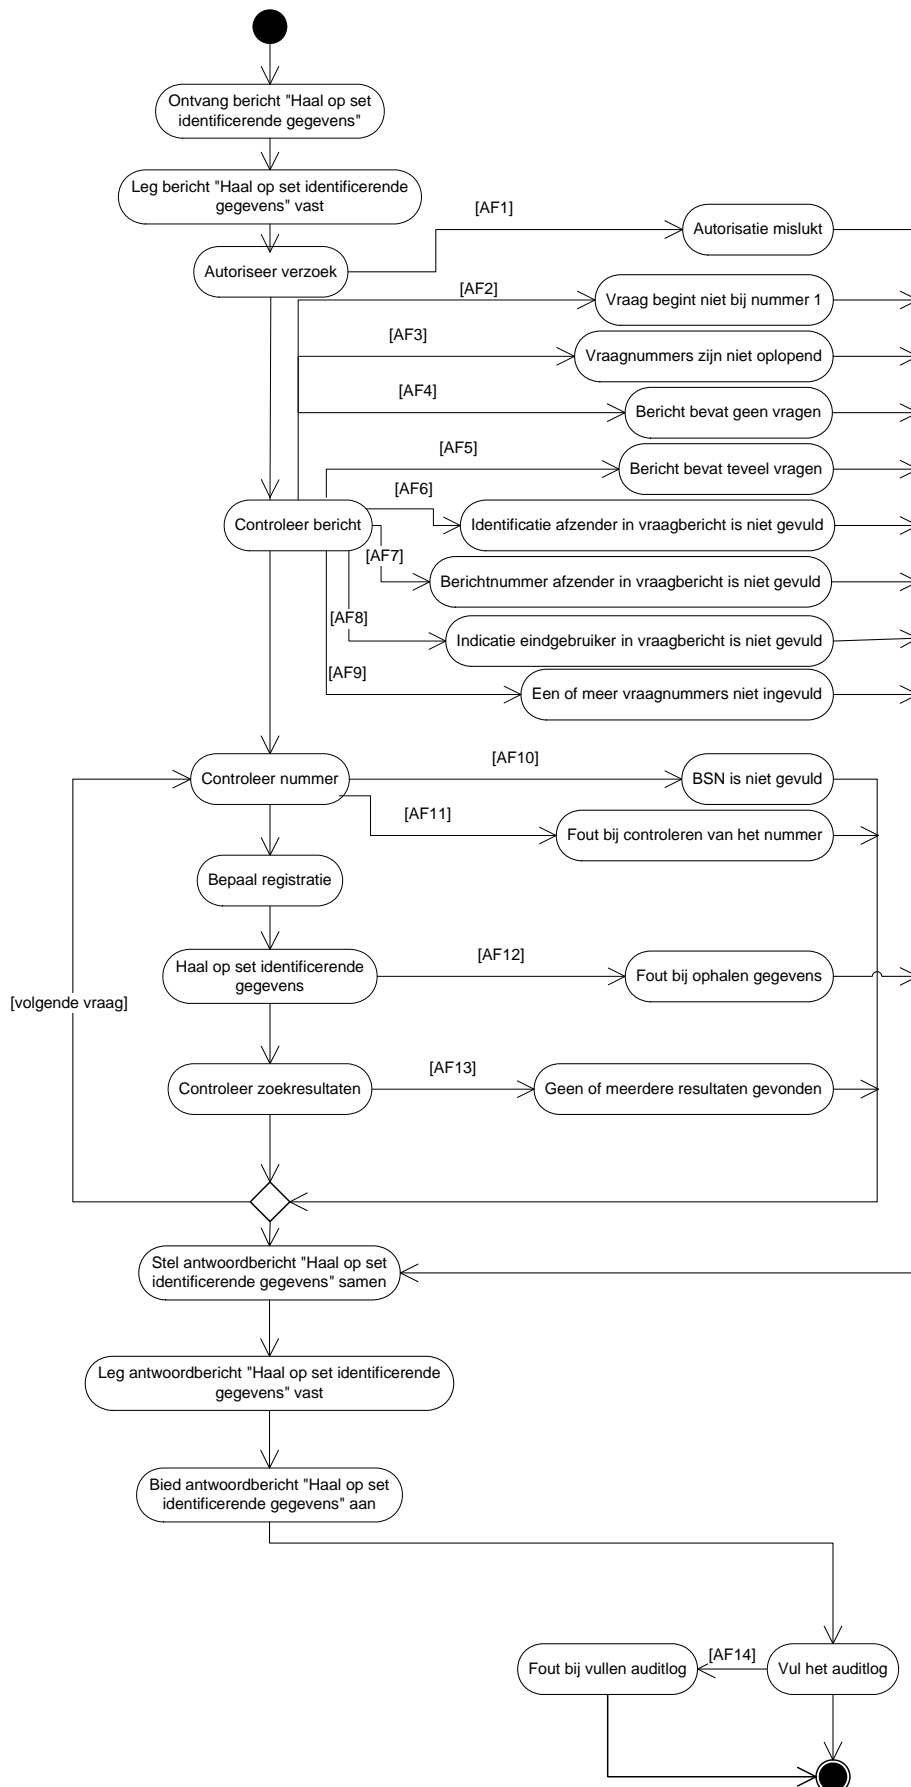 Ontvang bericht "Haal op set
identificerende gegevens"
Leg bericht "Haal op set identificerende
gegevens" vast
[AF1]
Autorisatie mislukt
Autoriseer verzoek
[AF2]
Vraag begint niet bij nummer 1
[AF3]
Vraagnummers zijn niet oplopend
[AF4]
Bericht bevat geen vragen
[AF5]
Bericht bevat teveel vragen
[AF6]
Controleer bericht
Identificatie afzender in vraagbericht is niet gevuld
[AF7]
Berichtnummer afzender in vraagbericht is niet gevuld
[AF8]
Indicatie eindgebruiker in vraagbericht is niet gevuld
[AF9]
Een of meer vraagnummers niet ingevuld
[AF10]
Controleer nummer
BSN is niet gevuld
[AF11]
Fout bij controleren van het nummer
Bepaal registratie
[AF12]
Haal op set identificerende
gegevens
Fout bij ophalen gegevens
[volgende vraag]
[AF13]
Controleer zoekresultaten
Geen of meerdere resultaten gevonden
Stel antwoordbericht "Haal op set
identificerende gegevens" samen
Leg antwoordbericht "Haal op set identificerende
gegevens" vast
Bied antwoordbericht "Haal op set
identificerende gegevens" aan
[AF14]
Fout bij vullen auditlog
Vul het auditlog